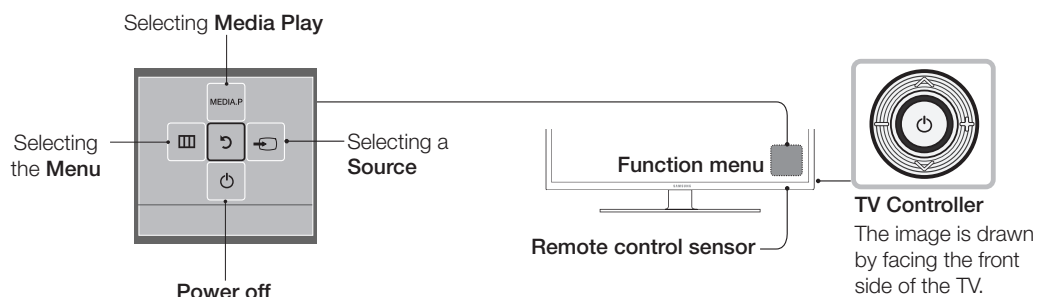 Selecting Media Play
MEDIA.P
Selecting
the Menu
Selecting a
Source
Power off
Function menu
SAMSUNG
Remote control sensor
TV Controller
The image is drawn
by facing the front
side of the TV.